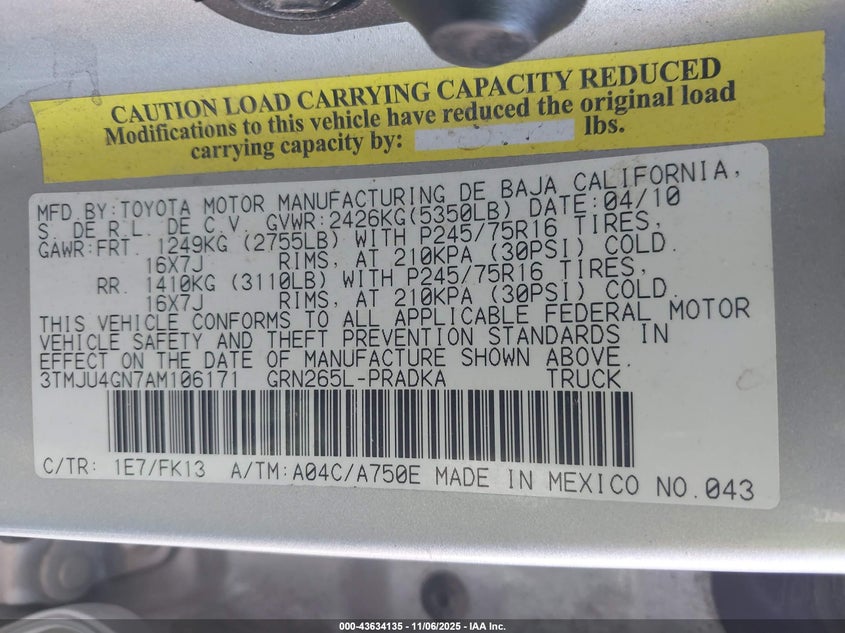 CAUTION LOAD CARRYING CAPACITY REDUCED
Modifications to this vehicle have reduced the original load
carrying capacity by: lbs.
MFD.BY:TOYOTA MOTOR MANUFACTURING DE BAJA CALIFORNIA,
S. DE R.L. DE C.V. GVWR:2426KG(5350LB) DATE:04/10
GAWR:FRT. 1249KG (2755LB) WITH P245/75R16 TIRES,
16X7J RIMS, AT 210KPA (30PSI) COLD.
RR. 1410KG (3110LB) WITH P245/75R16 TIRES,
16X7J RIMS, AT 210KPA (30PSI) COLD.
THIS VEHICLE CONFORMS TO ALL APPLICABLE FEDERAL MOTOR
VEHICLE SAFETY AND THEFT PREVENTION STANDARDS IN
EFFECT ON THE DATE OF MANUFACTURE SHOWN ABOVE.
3TMJU4GN7AM106171 GRN265L-PRADKA TRUCK
C/TR: 1E7/FK13 A/TM:A04C/A750E MADE IN MEXICO NO.043
000-43634135 - 11/06/2025 - IAA Inc.